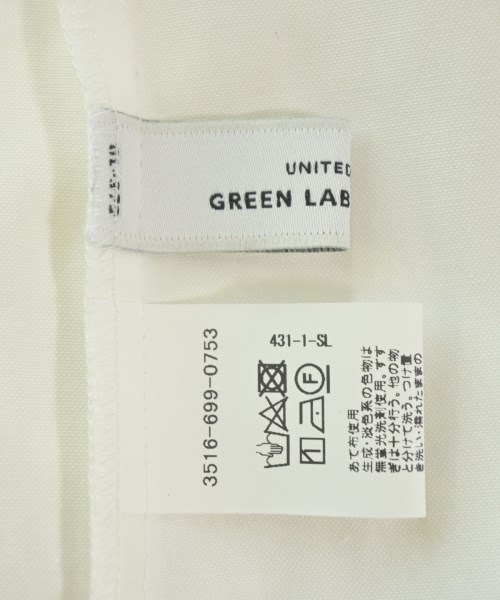 UNITED
GREEN LAB
3516-699-0753
431-1-SL
あて布使用
生成・淡色系の色物は
無蛍光洗剤使用。すす
ぎは十分行う。他の物
と分けて洗う。つけ置
き洗い・濡れたままの